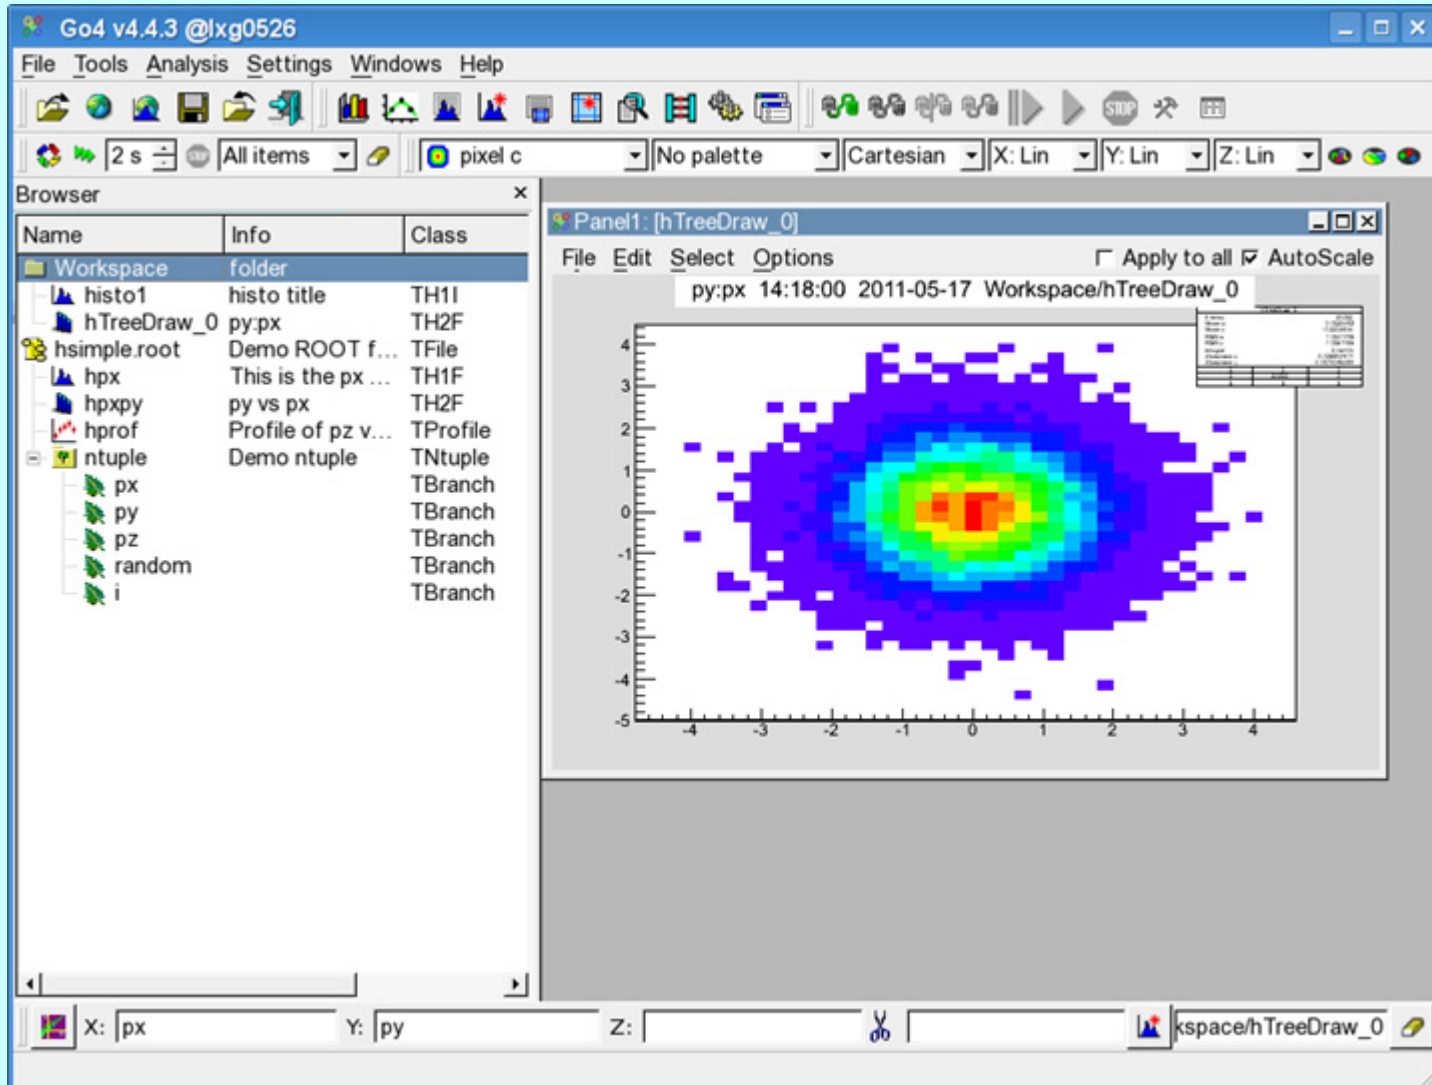 Go4 v4.4.3 @lxg0526
File Tools Analysis Settings Windows Help
STOP
2 s All items pixel c No palette Cartesian X: Lin Y: Lin Z: Lin
Browser
Name Info Class
Workspace folder
histo1 histo title TH1I
hTreeDraw_0 py:px TH2F
hsimple.root Demo ROOT f... TFile
hpx This is the px ... TH1F
hpxpy py vs px TH2F
hprof Profile of pz v... TProfile
ntuple Demo ntuple TNtuple
px TBranch
py TBranch
pz TBranch
random TBranch
i TBranch
Panel1: [hTreeDraw_0]
File Edit Select Options Apply to all AutoScale
py:px 14:18:00 2011-05-17 Workspace/hTreeDraw_0
4
3
2
1
0
-1
-2
-3
-4
-5
-4 -3 -2 -1 0 1 2 3 4
X: px Y: py Z: kspace/hTreeDraw_0